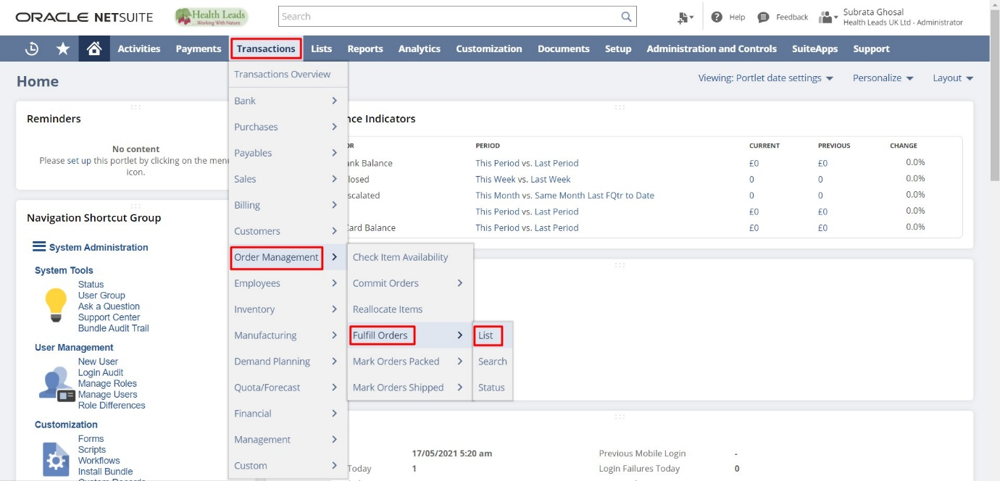 ORACLE NETSUITE
Health Leads
...Working With Nature
Search
Help
Feedback
Subrata Ghosal
Health Leads UK Ltd - Administrator
Activities Payments Transactions Lists Reports Analytics Customization Documents Setup Administration and Controls SuiteApps Support
Home
Viewing: Portlet date settings Personalize Layout
Transactions Overview
Bank
Purchases
Payables
Sales
Billing
Customers
Order Management
Employees
Inventory
Manufacturing
Demand Planning
Quota/Forecast
Financial
Management
Custom
Check Item Availability
Commit Orders
Reallocate Items
Fulfill Orders
Mark Orders Packed
Mark Orders Shipped
List
Search
Status
Reminders
No content
Please set up this portlet by clicking on the menu
icon.
Navigation Shortcut Group
System Administration
System Tools
Status
User Group
Ask a Question
Support Center
Bundle Audit Trail
User Management
New User
Login Audit
Manage Roles
Manage Users
Role Differences
Customization
Forms
Scripts
Workflows
Install Bundle
nce Indicators
OR PERIOD CURRENT PREVIOUS CHANGE
ank Balance This Period vs. Last Period £0 £0 0.0%
losed This Week vs. Last Week 0 0 0.0%
scalated This Month vs. Same Month Last FQtr to Date 0 0 0.0%
This Period vs. Last Period £0 £0 0.0%
Card Balance This Period vs. Last Period £0 £0 0.0%
17/05/2021 5:20 am Previous Mobile Login -
Today 1 Login Failures Today 0